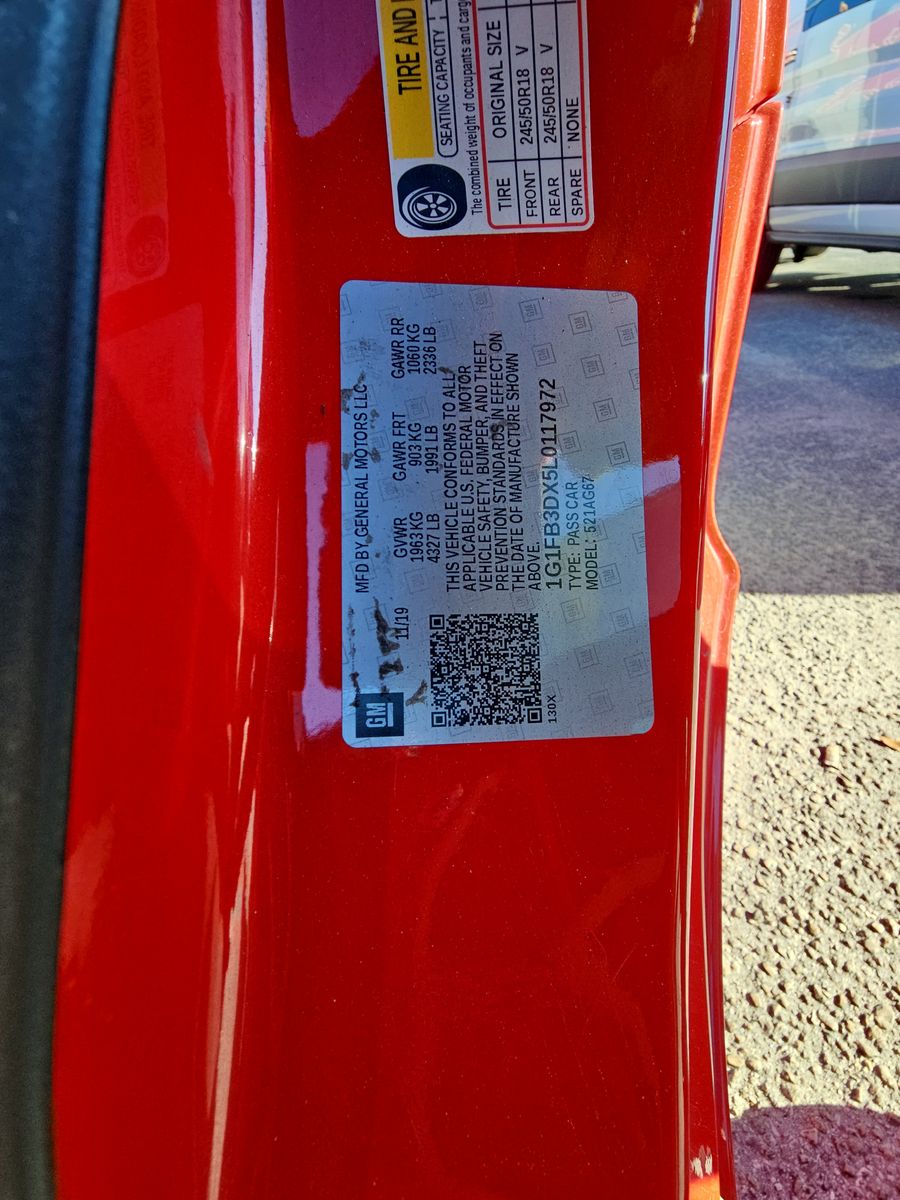 MFD BY GENERAL MOTORS LLC
11/19
GVWR GAWR FRT GAWR RR
1963 KG 903 KG 1060 KG
4327 LB 1991 LB 2336 LB
THIS VEHICLE CONFORMS TO ALL
APPLICABLE U.S. FEDERAL MOTOR
VEHICLE SAFETY, BUMPER, AND THEFT
PREVENTION STANDARDS IN EFFECT ON
THE DATE OF MANUFACTURE SHOWN
ABOVE.
1G1FB3DX5L0117972
TYPE: PASS CAR
MODEL: 521AG67
GM
130X
TIRE AND
SEATING CAPACITY
The combined weight of occupants and
TIRE ORIGINAL SIZE
FRONT 245/50R18 V
REAR 245/50R18 V
SPARE NONE